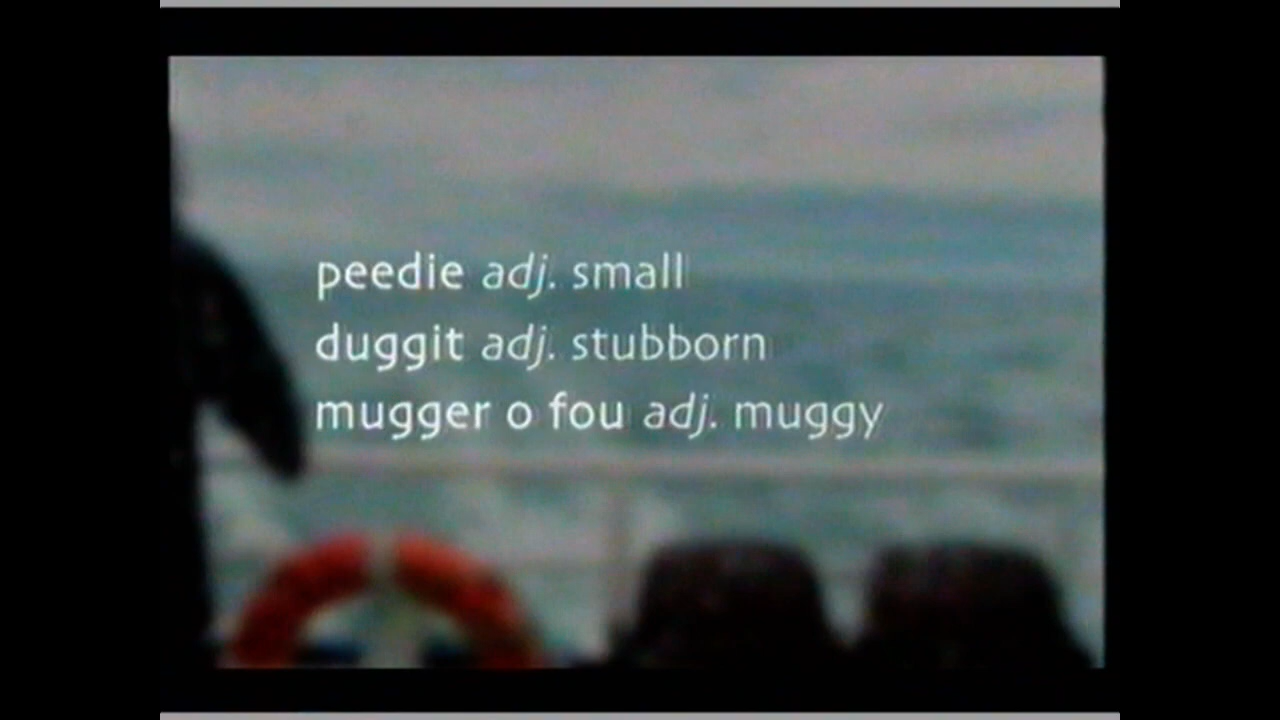 peedie adj. small
duggit adj. stubborn
mugger o fou adj. muggy